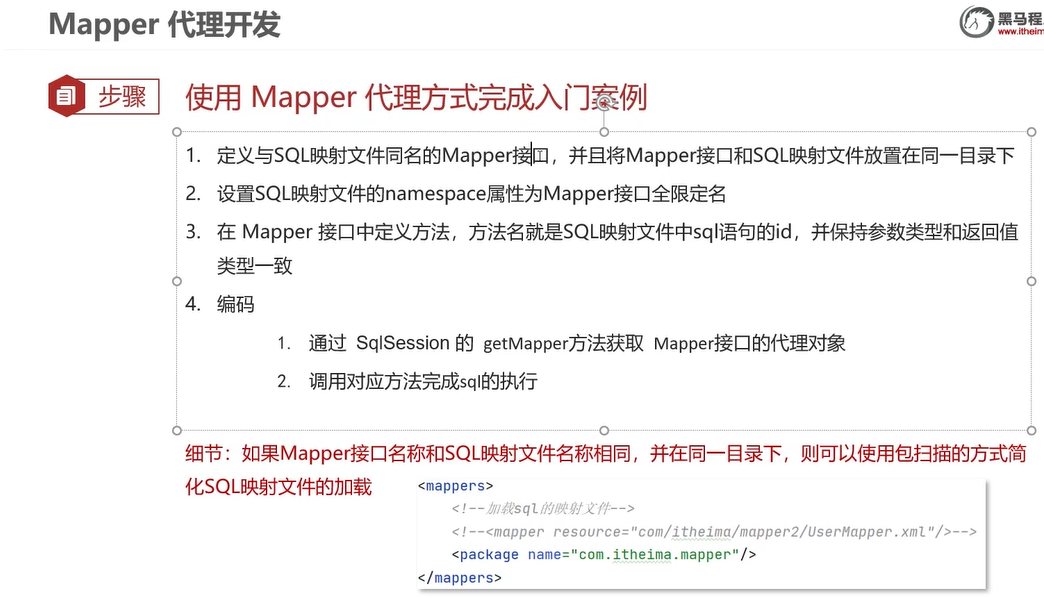 Mapper 代理开发
黑马程
www.itheim
步骤
使用 Mapper 代理方式完成入门案例
1. 定义与SQL映射文件同名的Mapper接口，并且将Mapper接口和SQL映射文件放置在同一目录下
2. 设置SQL映射文件的namespace属性为Mapper接口全限定名
3. 在 Mapper 接口中定义方法，方法名就是SQL映射文件中sql语句的id，并保持参数类型和返回值
类型一致
4. 编码
1. 通过 SqlSession 的 getMapper方法获取 Mapper接口的代理对象
2. 调用对应方法完成sql的执行
细节：如果Mapper接口名称和SQL映射文件名称相同，并在同一目录下，则可以使用包扫描的方式简
化SQL映射文件的加载
<mappers>
<!--加载sql的映射文件-->
<!--<mapper resource="com/itheima/mapper2/UserMapper.xml"/>-->
<package name="com.itheima.mapper"/>
</mappers>